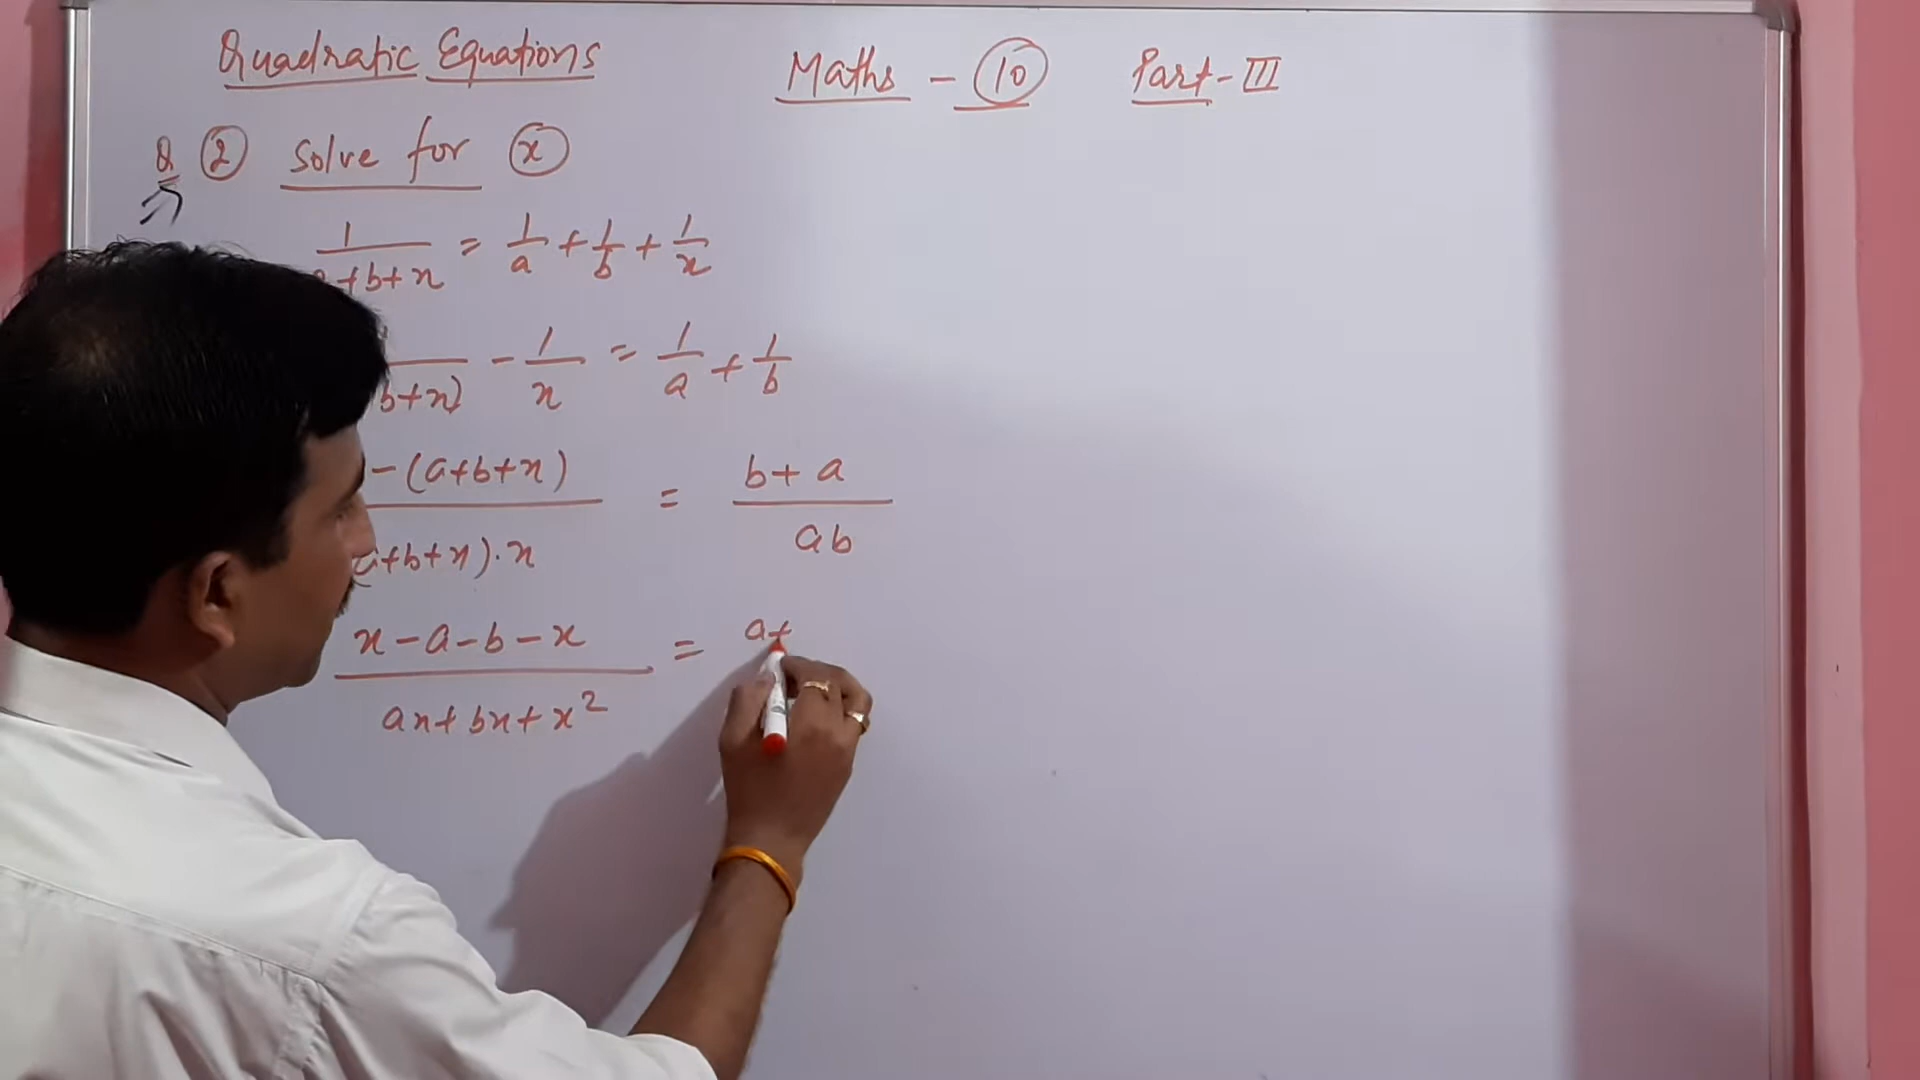 Quadratic Equations Maths - 10 Part - III
Q 2 Solve for x
1/a+b+x = 1/a + 1/b + 1/x
b+x) - 1/x = 1/a + 1/b
-(a+b+x) / a+b+x).x = b+a / ab
x-a-b-x / ax+bx+x² = a+